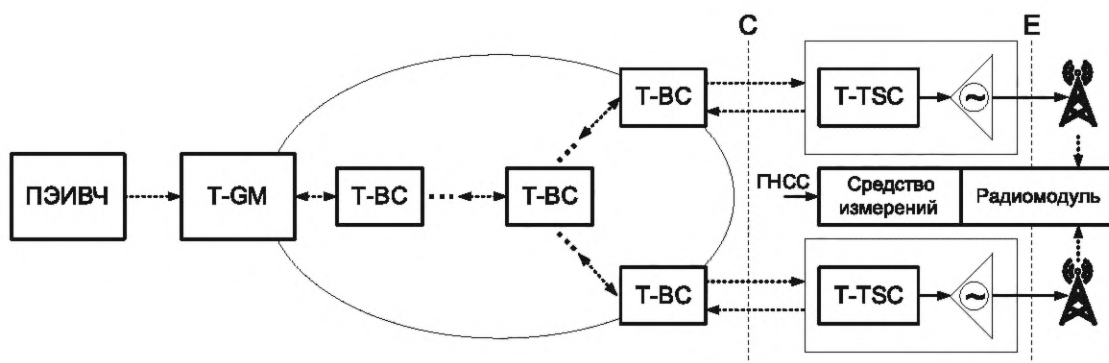 C
E
T-BC
T-TSC
ПЭИВЧ
T-GM
T-BC
T-BC
ГНСС
Средство
измерений
Радиомодуль
T-BC
T-TSC